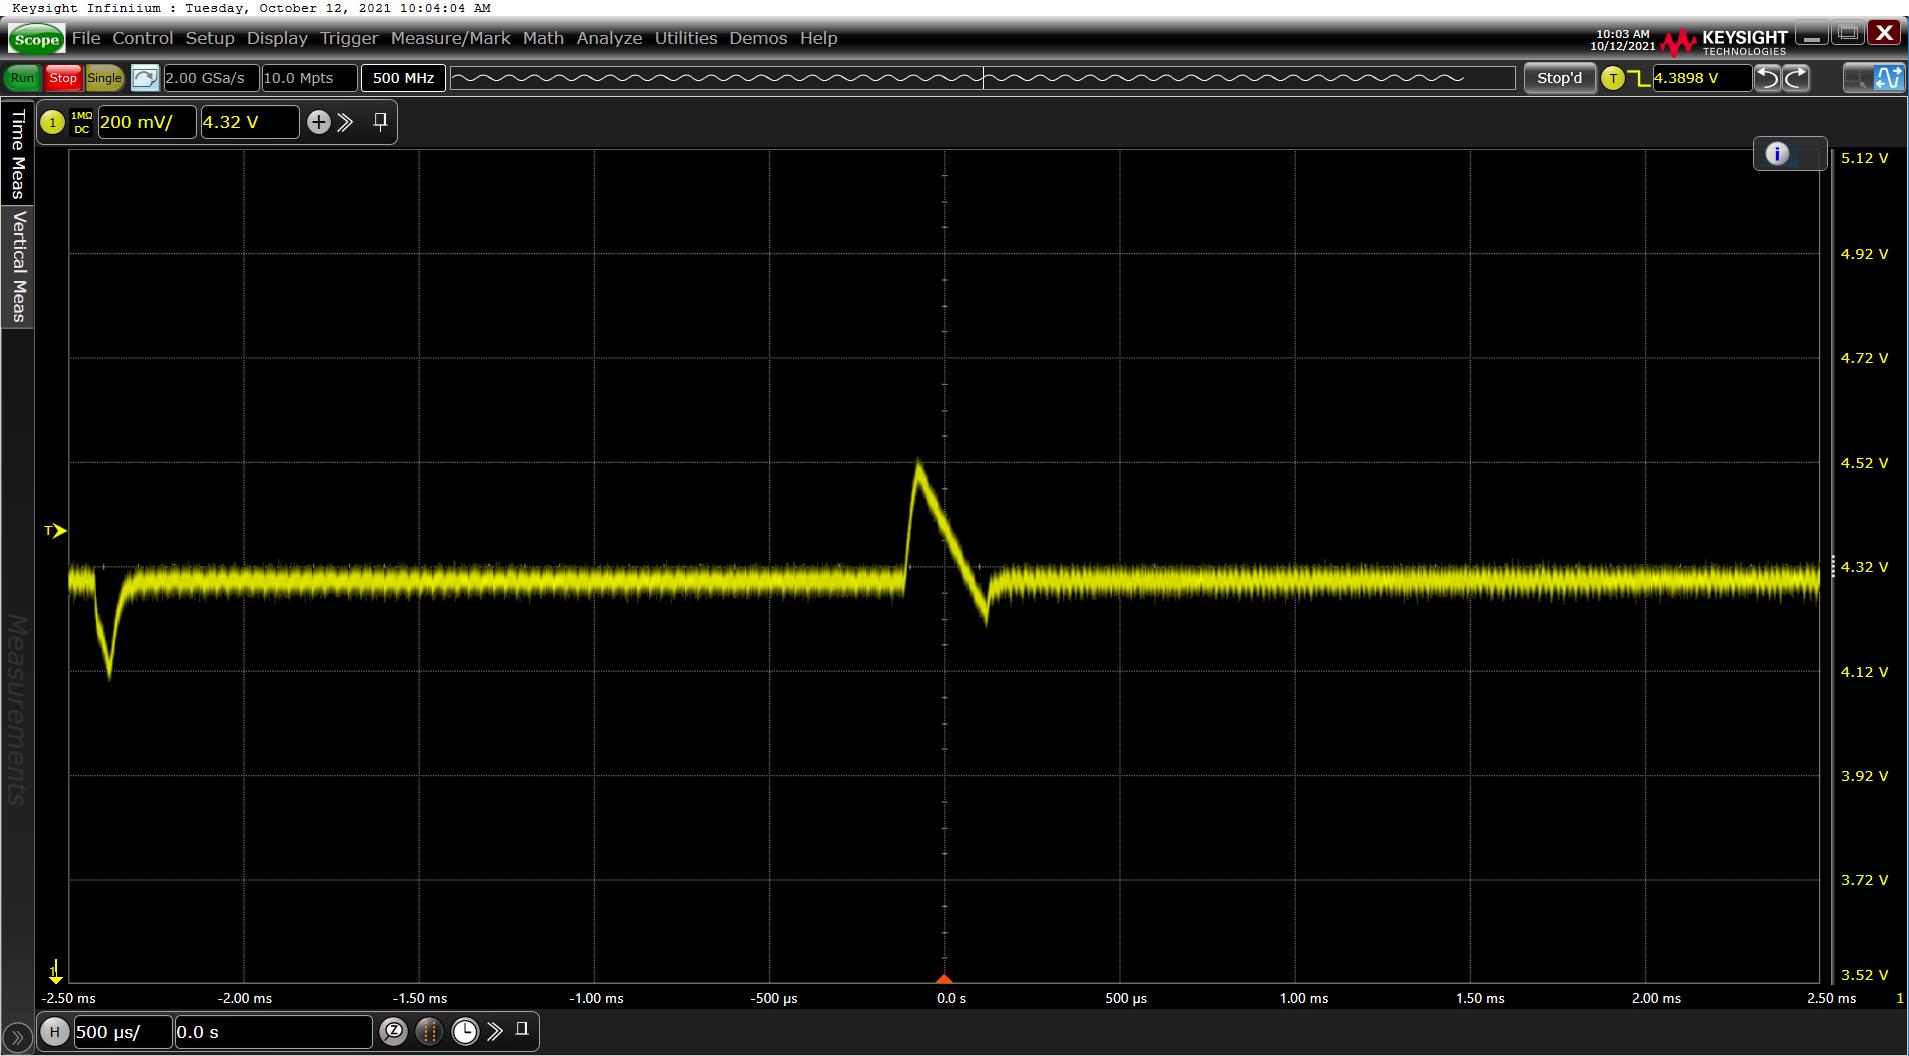 Keysight Infiniium : Tuesday, October 12, 2021 10:04:04 AM
Scope File Control Setup Display Trigger Measure/Mark Math Analyze Utilities Demos Help
10:03 AM
10/12/2021
KEYSIGHT
TECHNOLOGIES
Run Stop Single 2.00 GSa/s 10.0 Mpts 500 MHz Stop'd T 4.3898 V
1 1MΩ DC 200 mV/ 4.32 V
Time Meas
Vertical Meas
Measurements
i
5.12 V
4.92 V
4.72 V
4.52 V
T
4.32 V
4.12 V
3.92 V
3.72 V
1
3.52 V
-2.50 ms -2.00 ms -1.50 ms -1.00 ms -500 µs 0.0 s 500 µs 1.00 ms 1.50 ms 2.00 ms 2.50 ms 1
H 500 µs/ 0.0 s Z